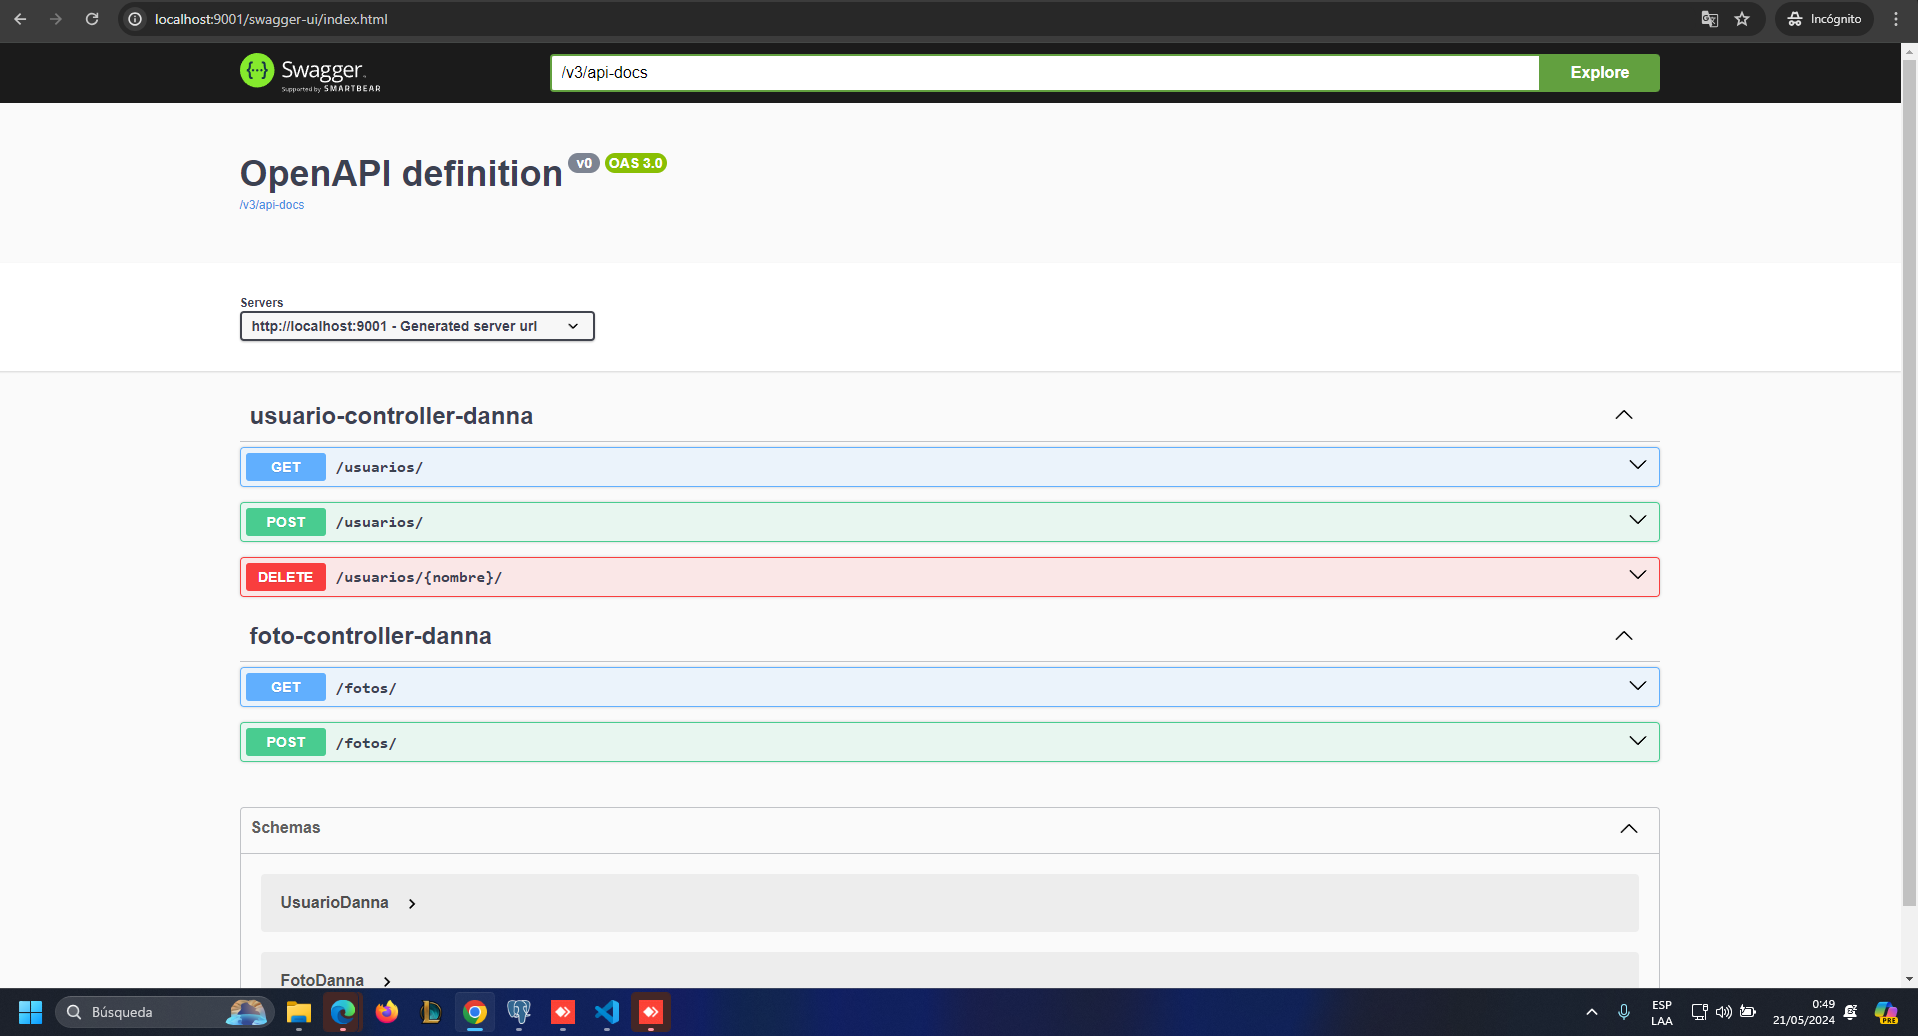 localhost:9001/swagger-ui/index.html
Incógnito
Swagger.
Supported by SMARTBEAR
/v3/api-docs
Explore
OpenAPI definition
v0
OAS 3.0
/v3/api-docs
Servers
http://localhost:9001 - Generated server url
usuario-controller-danna
GET /usuarios/
POST /usuarios/
DELETE /usuarios/{nombre}/
foto-controller-danna
GET /fotos/
POST /fotos/
Schemas
UsuarioDanna
FotoDanna
Búsqueda
ESP
LAA
0:49
21/05/2024
PRE